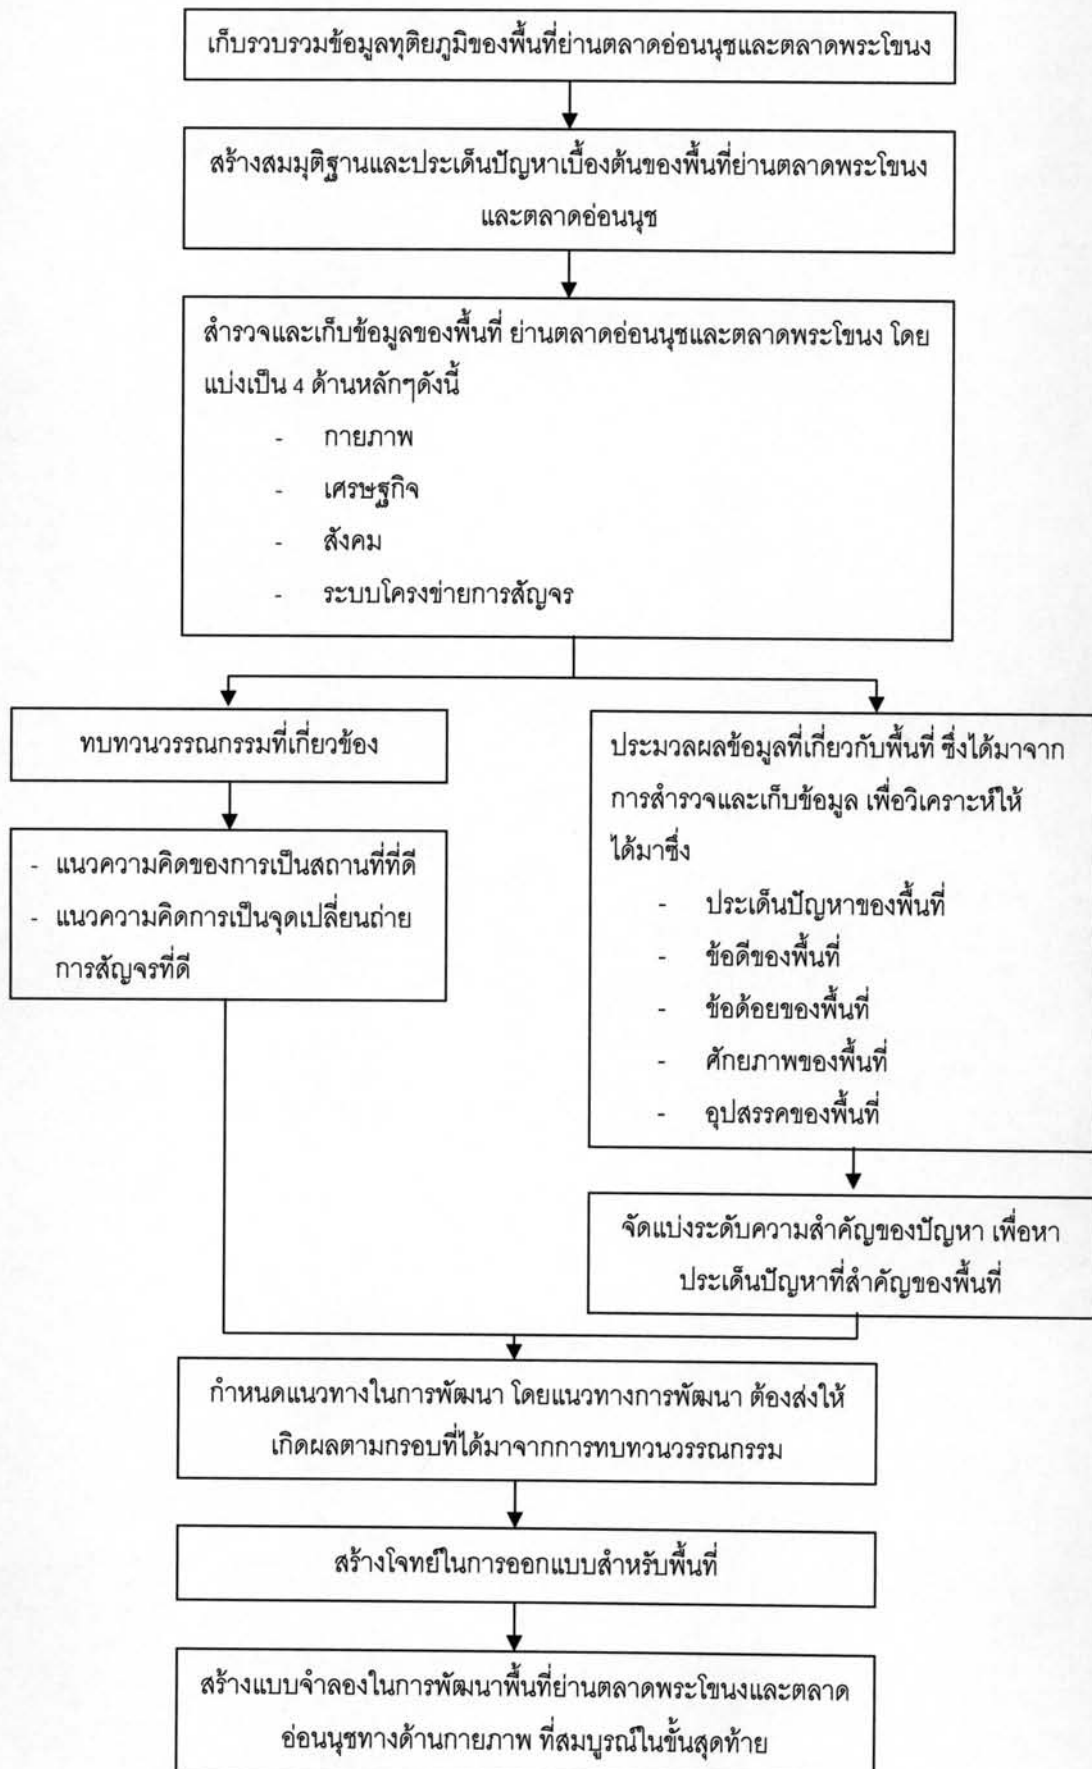 เก็บรวบรวมข้อมูลทุติยภูมิของพื้นที่ย่านตลาดอ่อนนุชและตลาดพระโขนง
สร้างสมมุติฐานและประเด็นปัญหาเบื้องต้นของพื้นที่ย่านตลาดพระโขนง
และตลาดอ่อนนุช
สำรวจและเก็บข้อมูลของพื้นที่ ย่านตลาดอ่อนนุชและตลาดพระโขนง โดย
แบ่งเป็น 4 ด้านหลักๆดังนี้
- กายภาพ
- เศรษฐกิจ
- สังคม
- ระบบโครงข่ายการสัญจร
ทบทวนวรรณกรรมที่เกี่ยวข้อง
- แนวความคิดของการเป็นสถานที่ที่ดี
- แนวความคิดการเป็นจุดเปลี่ยนถ่าย
การสัญจรที่ดี
ประมวลผลข้อมูลที่เกี่ยวกับพื้นที่ ซึ่งได้มาจาก
การสำรวจและเก็บข้อมูล เพื่อวิเคราะห์ให้
ได้มาซึ่ง
- ประเด็นปัญหาของพื้นที่
- ข้อดีของพื้นที่
- ข้อด้อยของพื้นที่
- ศักยภาพของพื้นที่
- อุปสรรคของพื้นที่
จัดแบ่งระดับความสำคัญของปัญหา เพื่อหา
ประเด็นปัญหาที่สำคัญของพื้นที่
กำหนดแนวทางในการพัฒนา โดยแนวทางการพัฒนา ต้องส่งให้
เกิดผลตามกรอบที่ได้มาจากการทบทวนวรรณกรรม
สร้างโจทย์ในการออกแบบสำหรับพื้นที่
สร้างแบบจำลองในการพัฒนาพื้นที่ย่านตลาดพระโขนงและตลาด
อ่อนนุชทางด้านกายภาพ ที่สมบูรณ์ในขั้นสุดท้าย